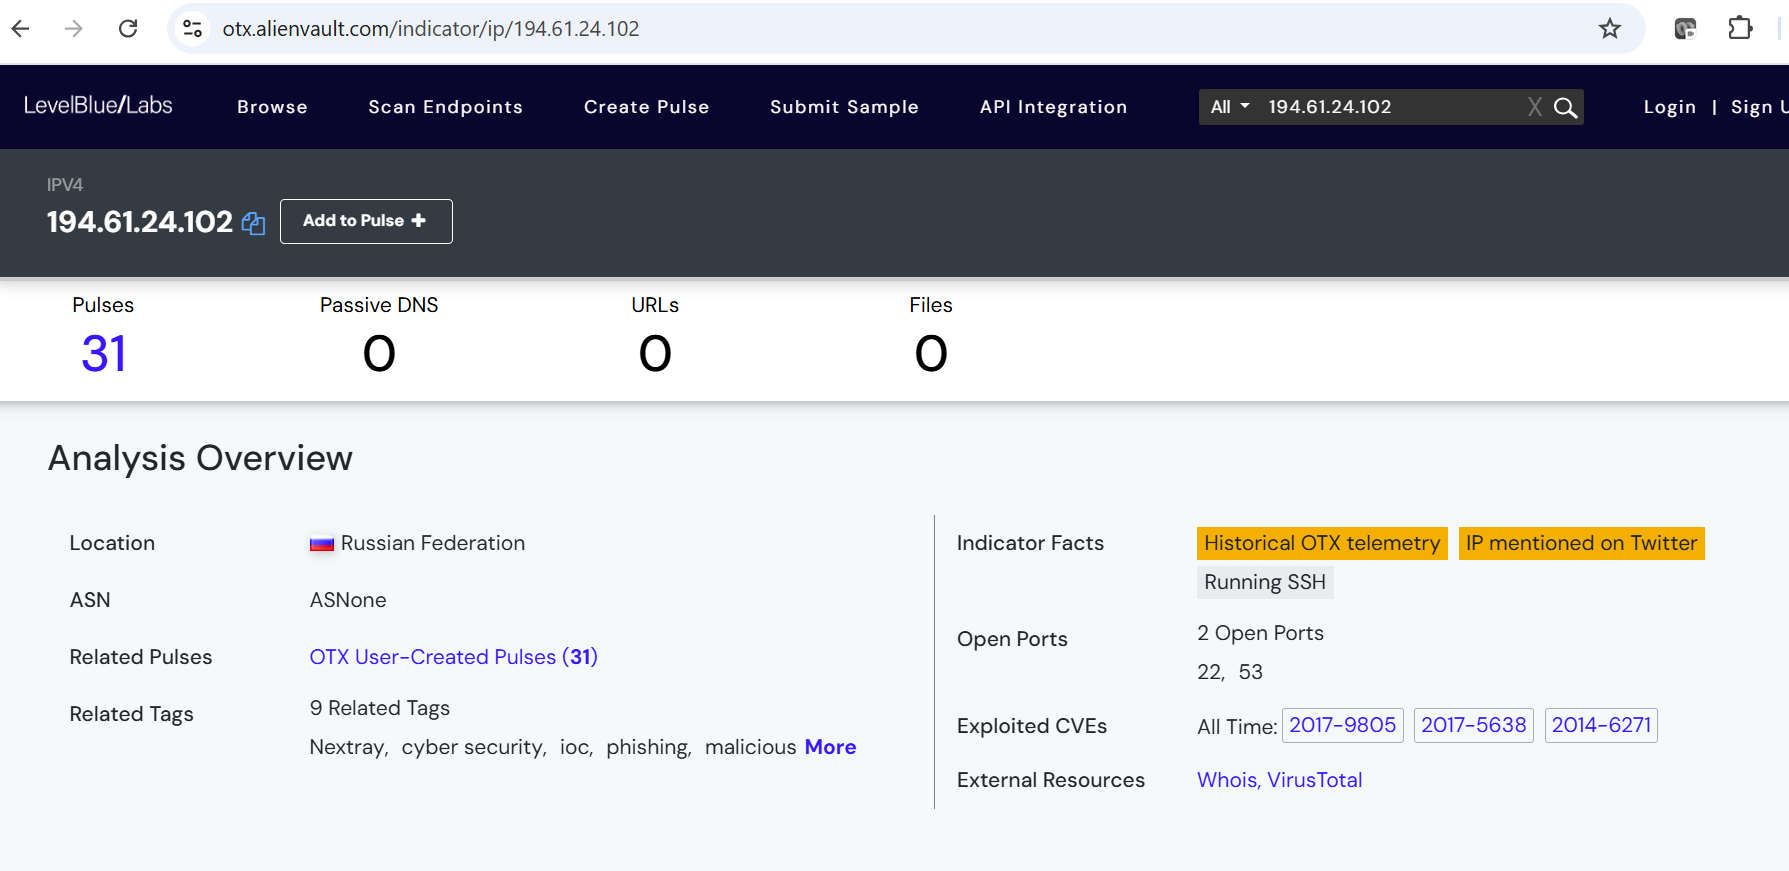 otx.alienvault.com/indicator/ip/194.61.24.102
LevelBlue/Labs Browse Scan Endpoints Create Pulse Submit Sample API Integration All 194.61.24.102 X Login | Sign U
IPV4
194.61.24.102 Add to Pulse +
Pulses Passive DNS URLs Files
31 0 0 0
Analysis Overview
Location Russian Federation
ASN ASNone
Related Pulses OTX User-Created Pulses (31)
Related Tags 9 Related Tags
Nextray, cyber security, ioc, phishing, malicious More
Indicator Facts Historical OTX telemetry IP mentioned on Twitter
Running SSH
Open Ports 2 Open Ports
22, 53
Exploited CVEs All Time: 2017-9805 2017-5638 2014-6271
External Resources Whois, VirusTotal